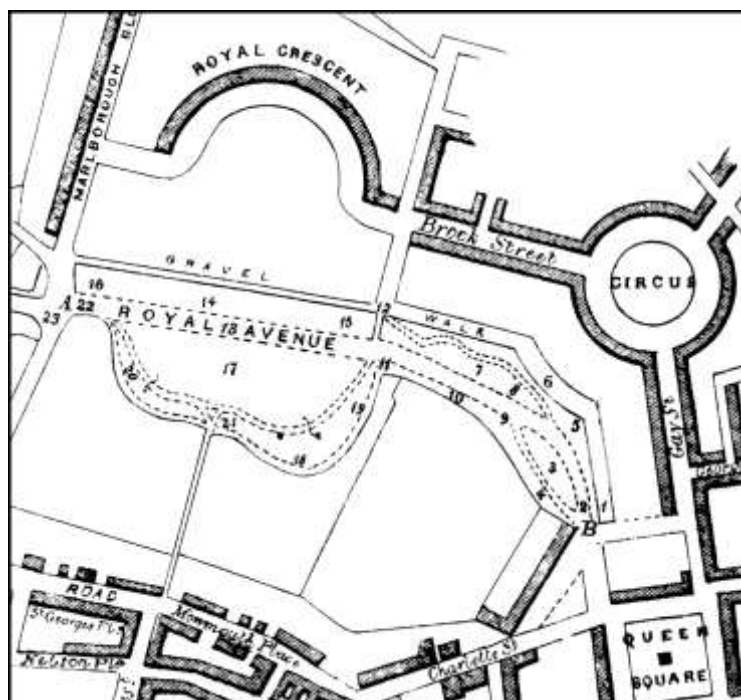 ROYAL CRESCENT
MARLBOROUGH
Brock Street
CIRCUS
GRAVEL
WALK
16
14
15
12
A
22
23
ROYAL 13 AVENUE
7
8
6
11
10
9
5
17
19
20
21
18
3
4
2
1
B
Gay St.
ROAD
St Georges Pl.
Nelson Pl.
Monmouth Place
Charlotte St
QUEEN
SQUARE